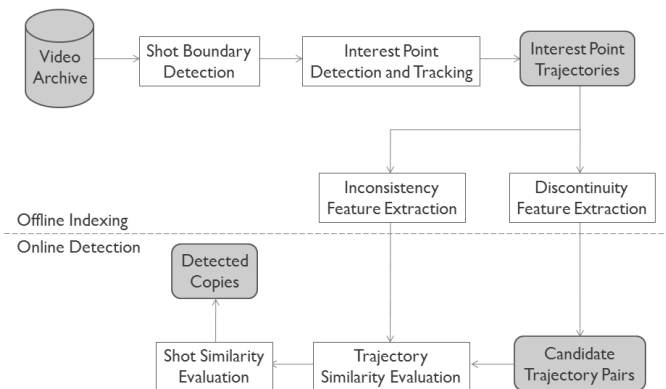 Video
Archive
Shot Boundary
Detection
Interest Point
Detection and Tracking
Interest Point
Trajectories
Inconsistency
Feature Extraction
Discontinuity
Feature Extraction
Offline Indexing
Online Detection
Detected
Copies
Shot Similarity
Evaluation
Trajectory
Similarity Evaluation
Candidate
Trajectory Pairs